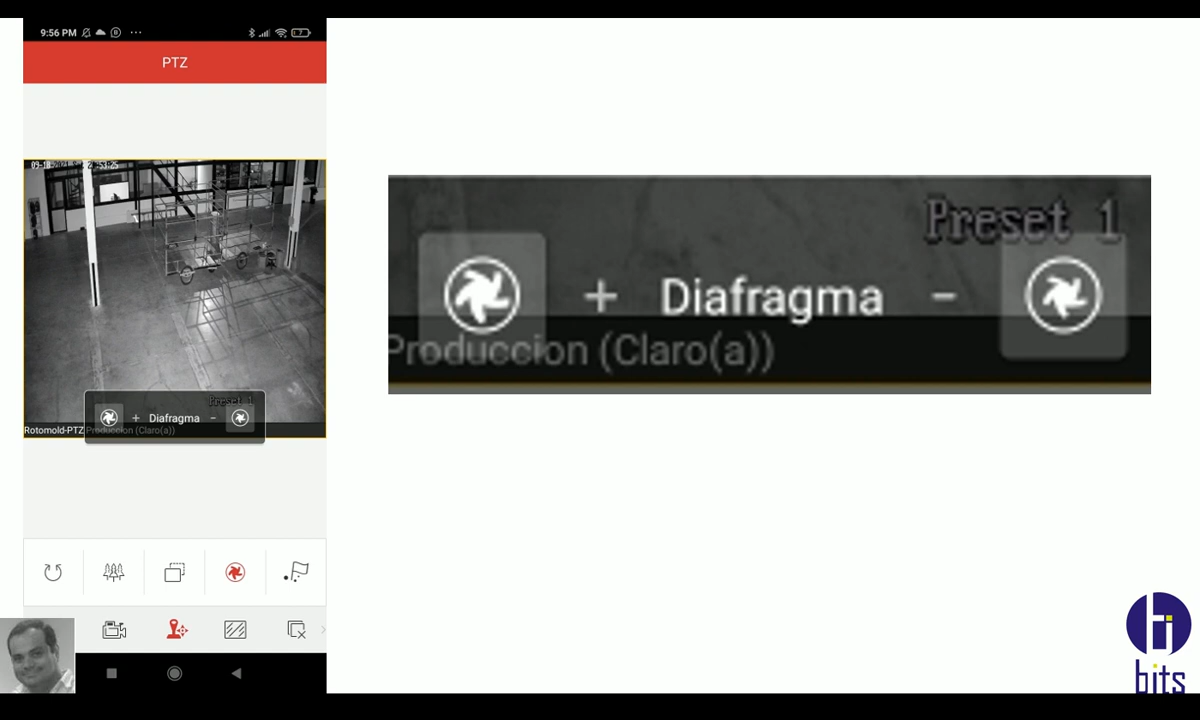 9:56 PM
PTZ
Preset 1
+ Diafragma -
Rotomold-PTZ Produccion (Claro(a))
Preset 1
+ Diafragma -
Produccion (Claro(a))
bits